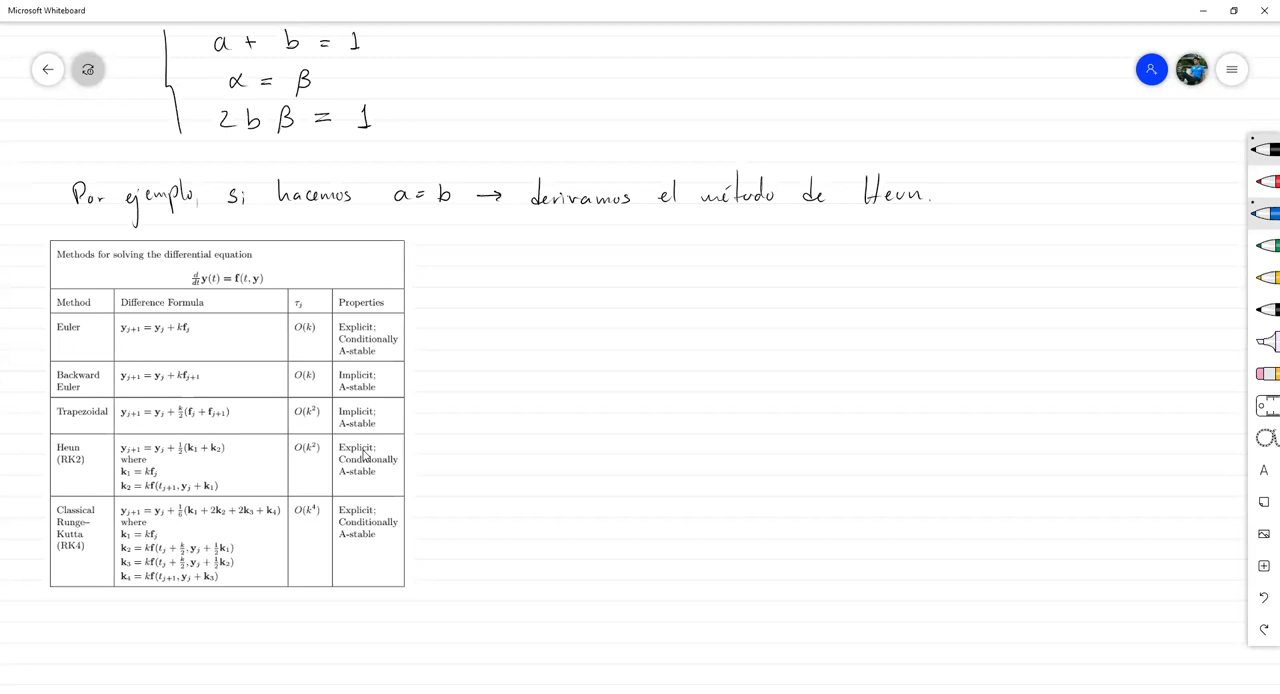 Microsoft Whiteboard
a + b = 1
α = β
2 b β = 1
Por ejemplo, si hacemos a = b → derivamos el método de Heun.
Methods for solving the differential equation
d/dt y(t) = f(t, y)
Method Difference Formula τⱼ Properties
Euler yⱼ₊₁ = yⱼ + kfⱼ O(k) Explicit;
Conditionally
A-stable
Backward yⱼ₊₁ = yⱼ + kfⱼ₊₁ O(k) Implicit;
Euler A-stable
Trapezoidal yⱼ₊₁ = yⱼ + k/2(fⱼ + fⱼ₊₁) O(k²) Implicit;
A-stable
Heun yⱼ₊₁ = yⱼ + 1/2(k₁ + k₂) O(k²) Explicit;
(RK2) where Conditionally
k₁ = kfⱼ A-stable
k₂ = kf(tⱼ₊₁, yⱼ + k₁)
Classical yⱼ₊₁ = yⱼ + 1/6(k₁ + 2k₂ + 2k₃ + k₄) O(k⁴) Explicit;
Runge– where Conditionally
Kutta k₁ = kfⱼ A-stable
(RK4) k₂ = kf(tⱼ + k/2, yⱼ + 1/2k₁)
k₃ = kf(tⱼ + k/2, yⱼ + 1/2k₂)
k₄ = kf(tⱼ₊₁, yⱼ + k₃)